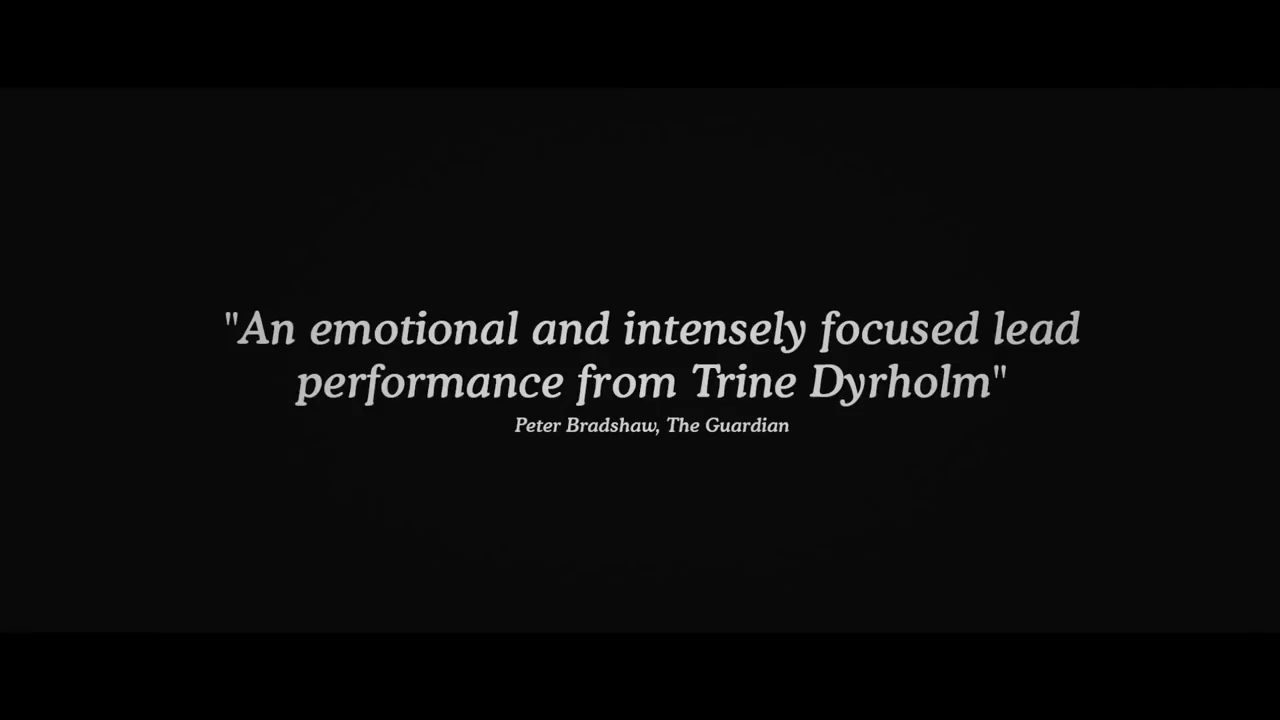 "An emotional and intensely focused lead
performance from Trine Dyrholm"
Peter Bradshaw, The Guardian